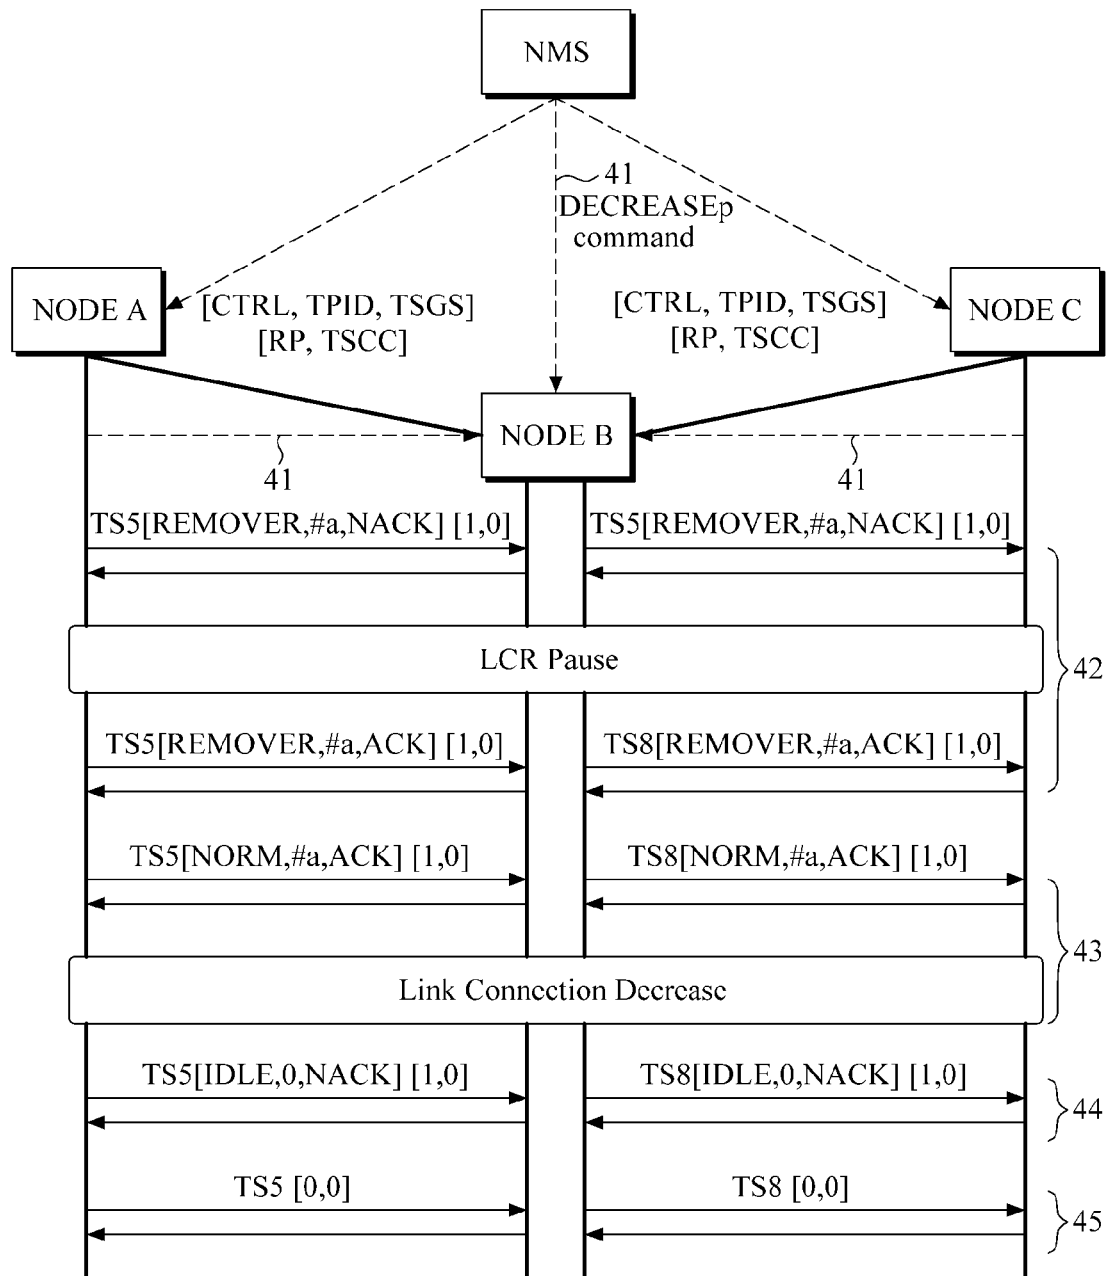 NMS
41
DECREASEp
command
NODE A
[CTRL, TPID, TSGS]
[RP, TSCC]
[CTRL, TPID, TSGS]
[RP, TSCC]
NODE C
NODE B
41
41
TS5[REMOVER,#a,NACK] [1,0]
TS5[REMOVER,#a,NACK] [1,0]
LCR Pause
42
TS5[REMOVER,#a,ACK] [1,0]
TS8[REMOVER,#a,ACK] [1,0]
TS5[NORM,#a,ACK] [1,0]
TS8[NORM,#a,ACK] [1,0]
43
Link Connection Decrease
TS5[IDLE,0,NACK] [1,0]
TS8[IDLE,0,NACK] [1,0]
44
TS5 [0,0]
TS8 [0,0]
45